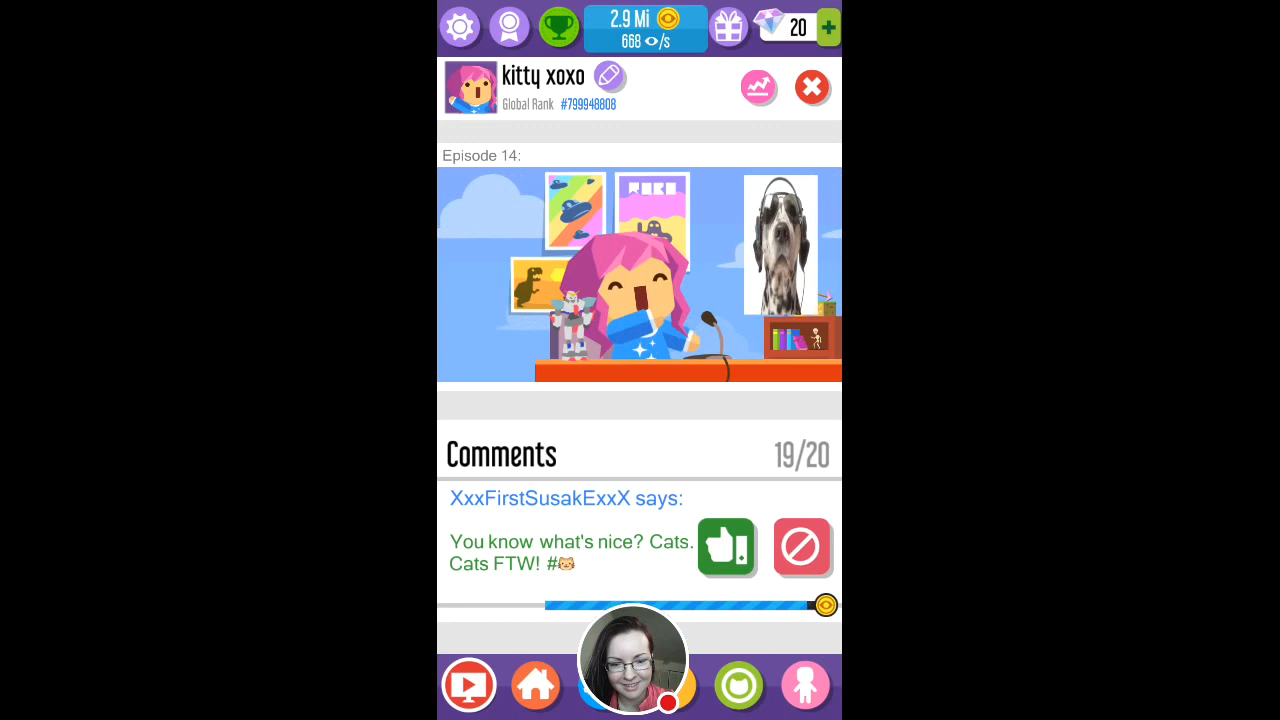 2.9 Mi
668 /s
20
kitty xoxo
Global Rank #799948808
Episode 14:
Comments 19/20
XxxFirstSusakExxX says:
You know what's nice? Cats.
Cats FTW! #🐱